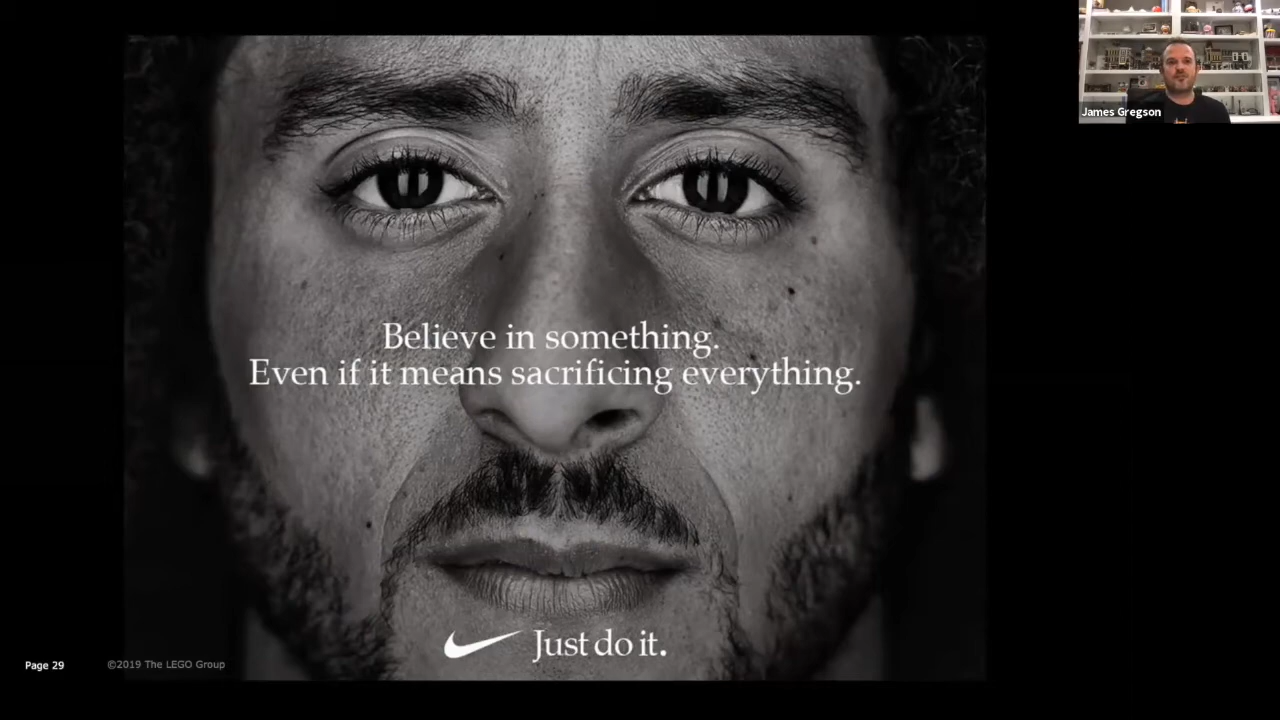 James Gregson
Believe in something.
Even if it means sacrificing everything.
Just do it.
Page 29
©2019 The LEGO Group